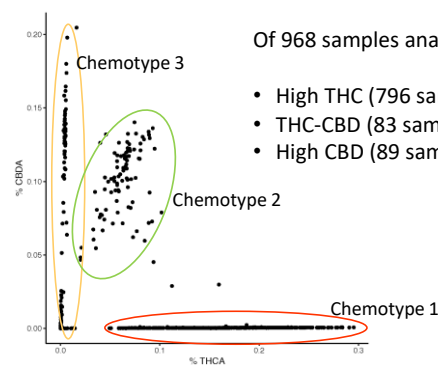 Of 968 samples ana
• High THC (796 sa
• THC-CBD (83 sam
• High CBD (89 sam
Chemotype 3
Chemotype 2
Chemotype 1
% CBDA
0.20
0.15
0.10
0.05
0.00
0.0
0.1
0.2
0.3
% THCA